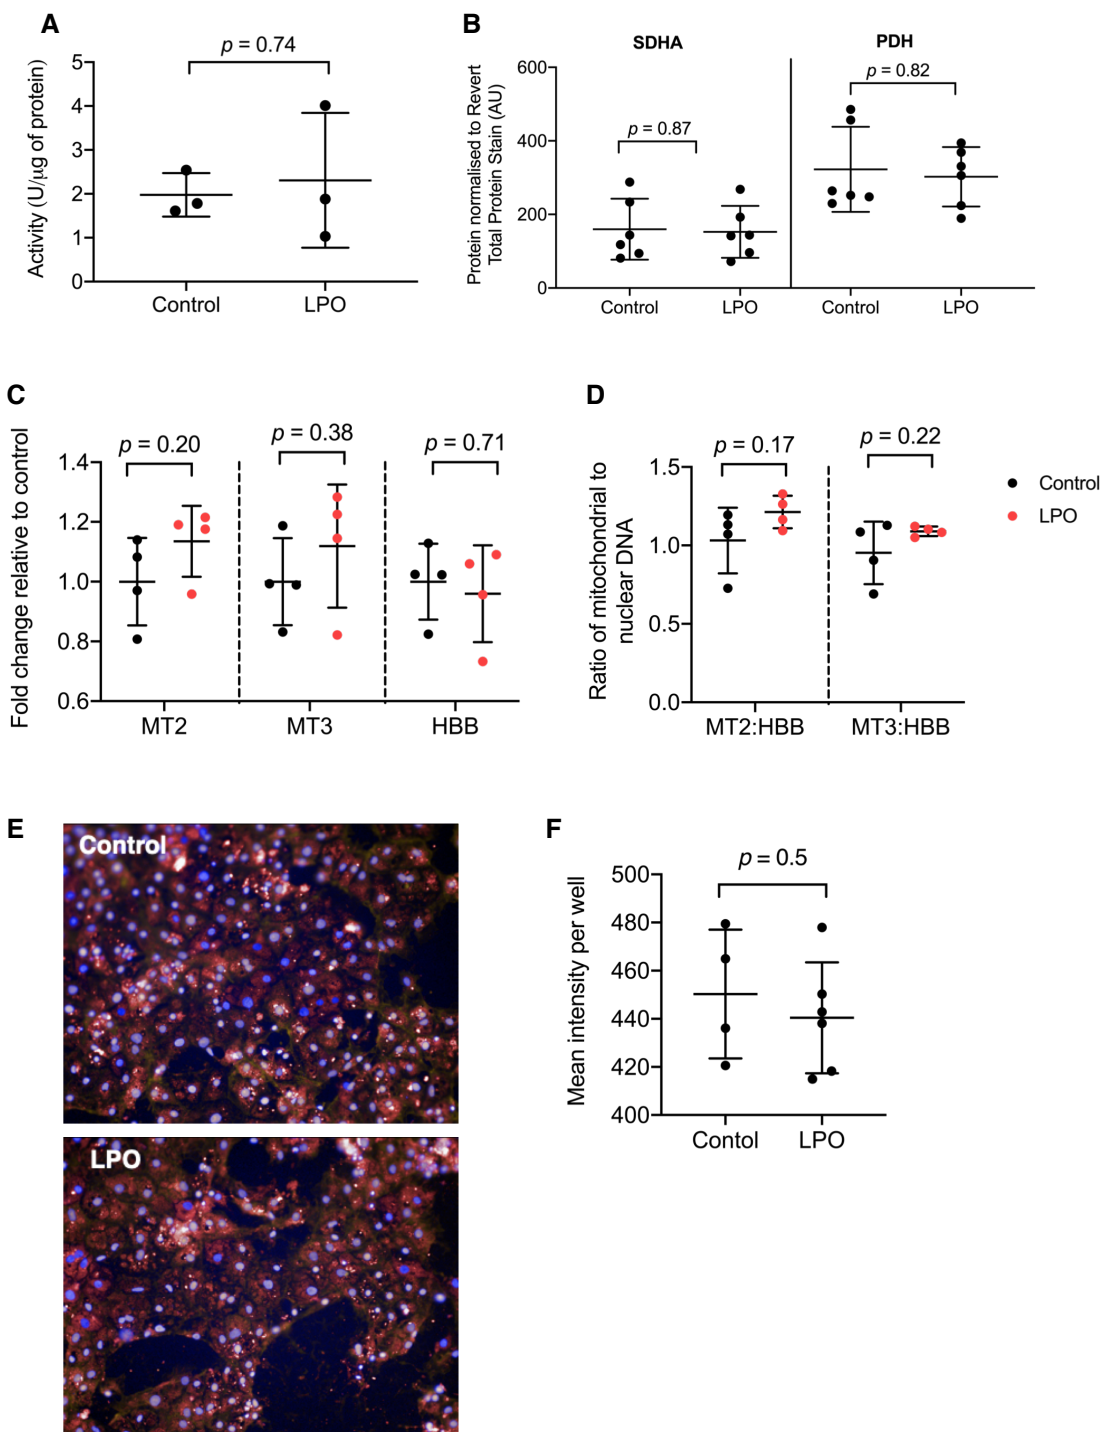 A
p = 0.74
Activity (U/μg of protein)
5
4
3
2
1
0
Control
LPO
B
SDHA
PDH
Protein normalised to Revert
Total Protein Stain (AU)
600
400
200
0
p = 0.87
p = 0.82
Control
LPO
Control
LPO
C
Fold change relative to control
1.4
1.2
1.0
0.8
0.6
p = 0.20
p = 0.38
p = 0.71
MT2
MT3
HBB
D
Ratio of mitochondrial to
nuclear DNA
1.5
1.0
0.5
0.0
p = 0.17
p = 0.22
MT2:HBB
MT3:HBB
Control
LPO
E
Control
LPO
F
p = 0.5
Mean intensity per well
500
480
460
440
420
400
Contol
LPO